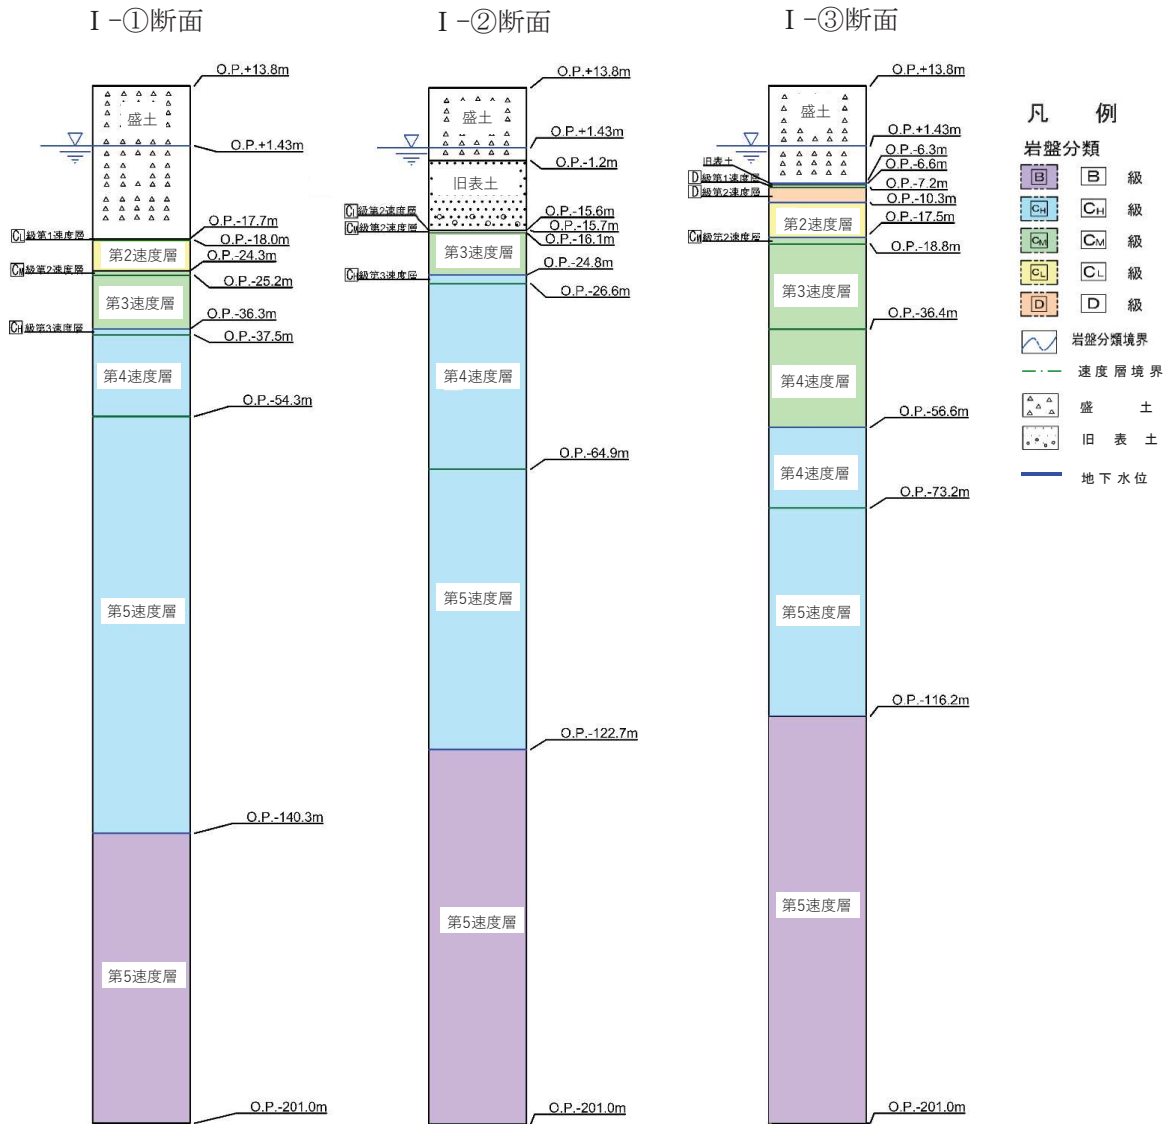 Ⅰ-①断面
O.P.+13.8m
盛土
O.P.+1.43m
O.P.-17.7m
CL級第1速度層
O.P.-18.0m
第2速度層
O.P.-24.3m
CM級第2速度層
O.P.-25.2m
第3速度層
O.P.-36.3m
CH級第3速度層
O.P.-37.5m
第4速度層
O.P.-54.3m
第5速度層
O.P.-140.3m
第5速度層
O.P.-201.0m
Ⅰ-②断面
O.P.+13.8m
盛土
O.P.+1.43m
O.P.-1.2m
旧表土
級第2速度層
O.P.-15.6m
CM級第2速度層
O.P.-15.7m
O.P.-16.1m
第3速度層
O.P.-24.8m
CH級第3速度層
O.P.-26.6m
第4速度層
O.P.-64.9m
第5速度層
O.P.-122.7m
第5速度層
O.P.-201.0m
Ⅰ-③断面
O.P.+13.8m
盛土
O.P.+1.43m
O.P.-6.3m
旧表土
O.P.-6.6m
D級第1速度層
O.P.-7.2m
D級第2速度層
O.P.-10.3m
第2速度層
O.P.-17.5m
CM級第2速度層
O.P.-18.8m
第3速度層
O.P.-36.4m
第4速度層
O.P.-56.6m
第4速度層
O.P.-73.2m
第5速度層
O.P.-116.2m
第5速度層
O.P.-201.0m
凡 例
岩盤分類
B B 級
CH CH 級
CM CM 級
CL CL 級
D D 級
岩盤分類境界
速度層境界
盛 土
旧 表 土
地下水位